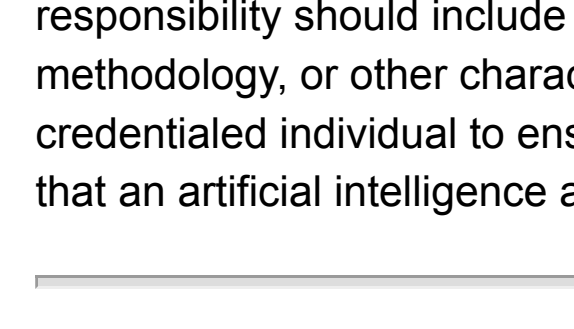 responsibility should include
methodology, or other charac
credentialed individual to ens
that an artificial intelligence a